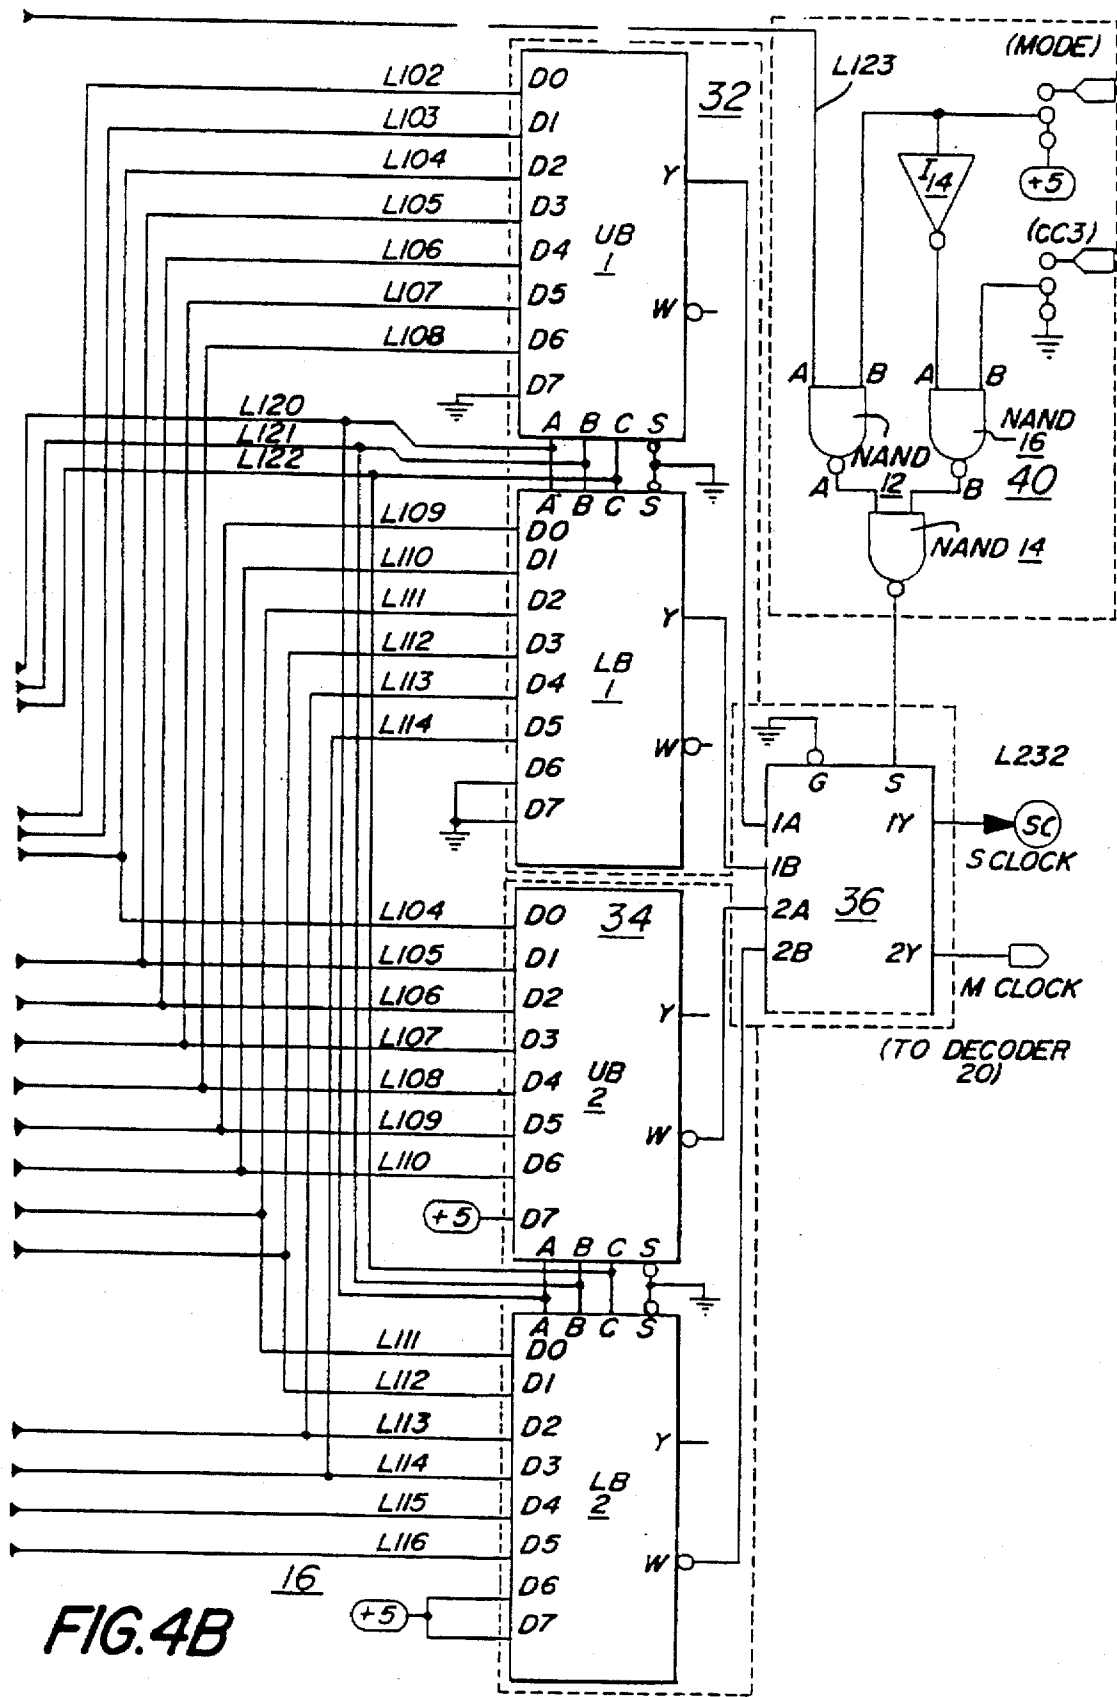 (MODE)
L123
L102 D0 32
L103 D1
L104 D2 Y I14 +5
L105 D3
L106 D4 UB 1 (CC3)
L107 D5
L108 D6 W
D7 A B A B
L120 A B C S NAND 16
L121 NAND 12
L122 A B 40
A B C S
L109 D0
L110 D1 NAND 14
L111 D2 Y
L112 D3 LB 1
L113 D4
L114 D5 W
D6 G S L232
D7 1A 1Y SC
S CLOCK
1B
L104 D0 34 2A 36
L105 D1 2B 2Y
L106 D2 Y M CLOCK
L107 D3 (TO DECODER
20)
L108 D4 UB 2
L109 D5 W
L110 D6
+5 D7
A B C S
A B C S
L111 D0
L112 D1
L113 D2 Y
L114 D3 LB 2
L115 D4
L116 D5 W
16 D6
+5 D7
FIG.4B